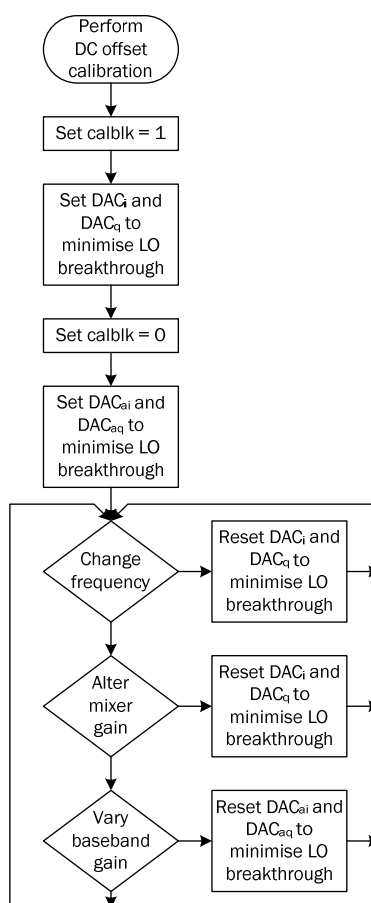 Perform
DC offset
calibration
Set calblk = 1
Set DACi and
DACq to
minimise LO
breakthrough
Set calblk = 0
Set DACai and
DACaq to
minimise LO
breakthrough
Change
frequency
Reset DACi and
DACq to
minimise LO
breakthrough
Alter
mixer
gain
Reset DACi and
DACq to
minimise LO
breakthrough
Vary
baseband
gain
Reset DACai and
DACaq to
minimise LO
breakthrough